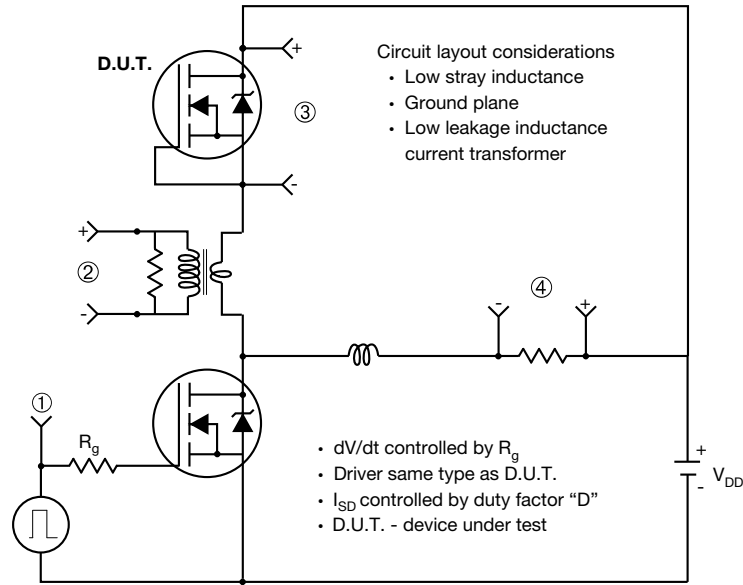 D.U.T.
+
Circuit layout considerations
• Low stray inductance
• Ground plane
• Low leakage inductance
current transformer
③
-
+
②
-
④
-
+
①
Rg
• dV/dt controlled by Rg
• Driver same type as D.U.T.
• ISD controlled by duty factor “D”
• D.U.T. - device under test
+
VDD
-